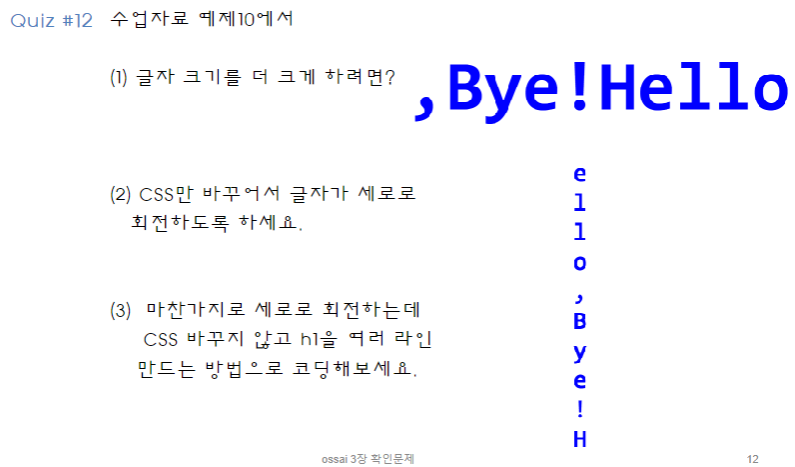 Quiz #12 수업자료 예제10에서
(1) 글자 크기를 더 크게 하려면?
,Bye!Hello
(2) CSS만 바꾸어서 글자가 세로로
회전하도록 하세요.
(3) 마찬가지로 세로로 회전하는데
CSS 바꾸지 않고 h1을 여러 라인
만드는 방법으로 코딩해보세요.
e
l
l
o
,
B
y
e
!
H
ossai 3장 확인문제
12